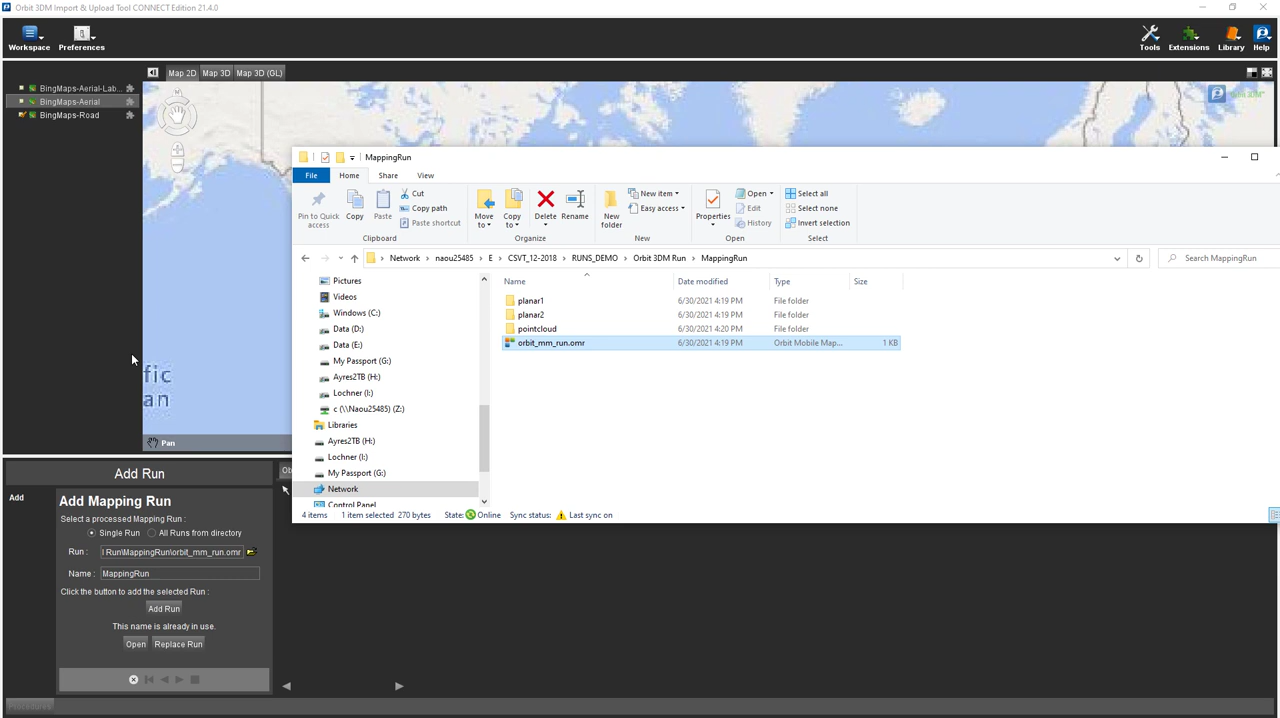 Orbit 3DM Import & Upload Tool CONNECT Edition 21.4.0
Workspace
Preferences
Tools
Extensions
Library
Help
Map 2D
Map 3D
Map 3D (GL)
BingMaps-Aerial-Lab...
BingMaps-Aerial
BingMaps-Road
fic
an
Pan
MappingRun
File
Home
Share
View
Pin to Quick access
Copy
Paste
Cut
Copy path
Paste shortcut
Clipboard
Move to
Copy to
Delete
Rename
Organize
New folder
New item
Easy access
New
Properties
Open
Edit
History
Open
Select all
Select none
Invert selection
Select
Network
naou25485
E
CSVT_12-2018
RUNS_DEMO
Orbit 3DM Run
MappingRun
Search MappingRun
Pictures
Videos
Windows (C:)
Data (D:)
Data (E:)
My Passport (G:)
Ayres2TB (H:)
Lochner (I:)
c (\\Naou25485) (Z:)
Libraries
Ayres2TB (H:)
Lochner (I:)
My Passport (G:)
Network
Control Panel
Name
Date modified
Type
Size
planar1 6/30/2021 4:19 PM File folder
planar2 6/30/2021 4:19 PM File folder
pointcloud 6/30/2021 4:20 PM File folder
orbit_mm_run.omr 6/30/2021 4:19 PM Orbit Mobile Map... 1 KB
4 items
1 item selected 270 bytes
State: Online
Sync status: Last sync on
Add Run
Add
Add Mapping Run
Select a processed Mapping Run :
Single Run
All Runs from directory
Run : l Run\MappingRun\orbit_mm_run.omr
Name : MappingRun
Click the button to add the selected Run :
Add Run
This name is already in use.
Open
Replace Run
Procedures